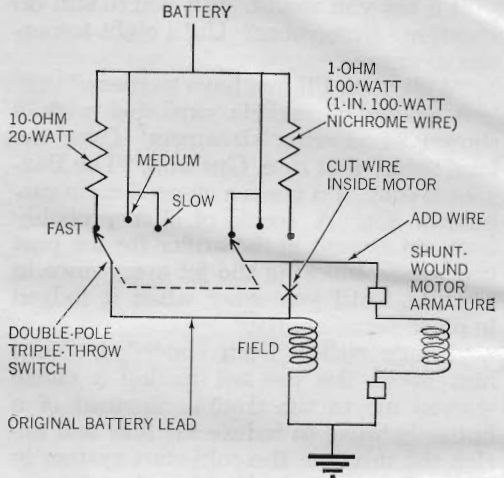 BATTERY
1-OHM
100-WATT
(1-IN. 100-WATT
NICHROME WIRE)
10-OHM
20-WATT
MEDIUM
CUT WIRE
INSIDE MOTOR
SLOW
ADD WIRE
FAST
SHUNT-
WOUND
MOTOR
ARMATURE
DOUBLE-POLE
TRIPLE-THROW
SWITCH
FIELD
ORIGINAL BATTERY LEAD